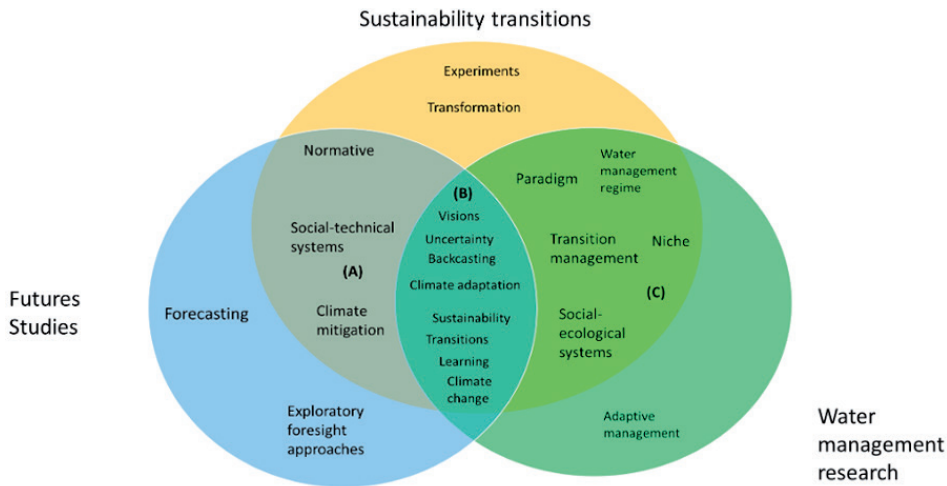 Sustainability transitions
Experiments
Transformation
Normative
Social-technical
systems
(A)
Climate
mitigation
Futures
Studies
Forecasting
Exploratory
foresight
approaches
(B)
Visions
Uncertainty
Backcasting
Climate adaptation
Sustainability
Transitions
Learning
Climate
change
Paradigm
Water
management
regime
Transition
management
Niche
(C)
Social-
ecological
systems
Adaptive
management
Water
management
research